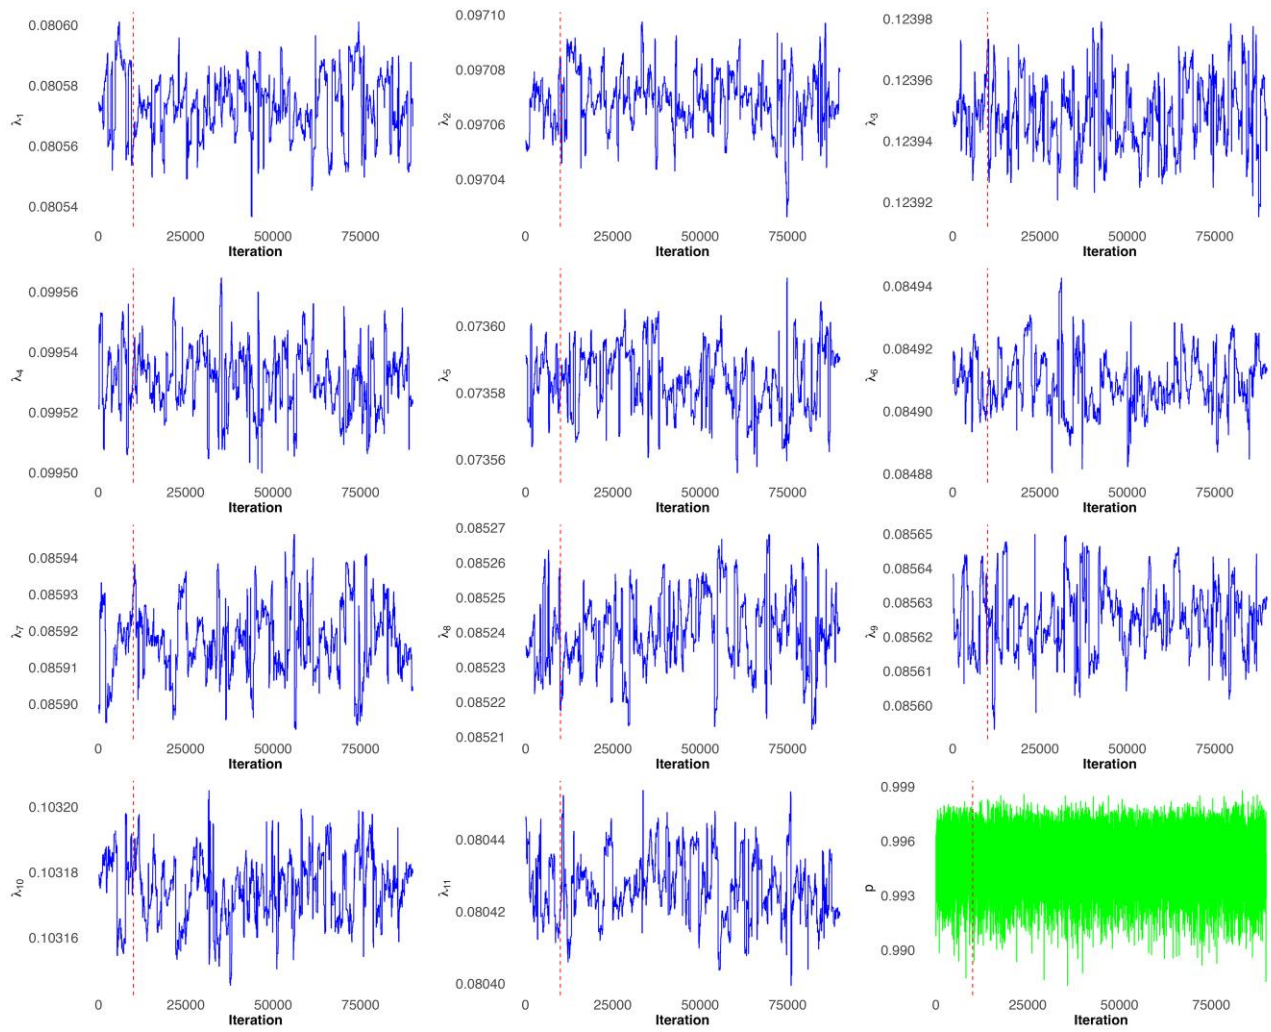 0.08060
0.08058
0.08056
0.08054
λ1
0 25000 50000 75000
Iteration
0.09710
0.09708
0.09706
0.09704
λ2
0 25000 50000 75000
Iteration
0.12398
0.12396
0.12394
0.12392
λ3
0 25000 50000 75000
Iteration
0.09956
0.09954
0.09952
0.09950
λ4
0 25000 50000 75000
Iteration
0.07360
0.07358
0.07356
λ5
0 25000 50000 75000
Iteration
0.08494
0.08492
0.08490
0.08488
λ6
0 25000 50000 75000
Iteration
0.08594
0.08593
0.08592
0.08591
0.08590
λ7
0 25000 50000 75000
Iteration
0.08527
0.08526
0.08525
0.08524
0.08523
0.08522
0.08521
λ8
0 25000 50000 75000
Iteration
0.08565
0.08564
0.08563
0.08562
0.08561
0.08560
λ9
0 25000 50000 75000
Iteration
0.10320
0.10318
0.10316
λ10
0 25000 50000 75000
Iteration
0.08044
0.08042
0.08040
λ11
0 25000 50000 75000
Iteration
0.999
0.996
0.993
0.990
p
0 25000 50000 75000
Iteration